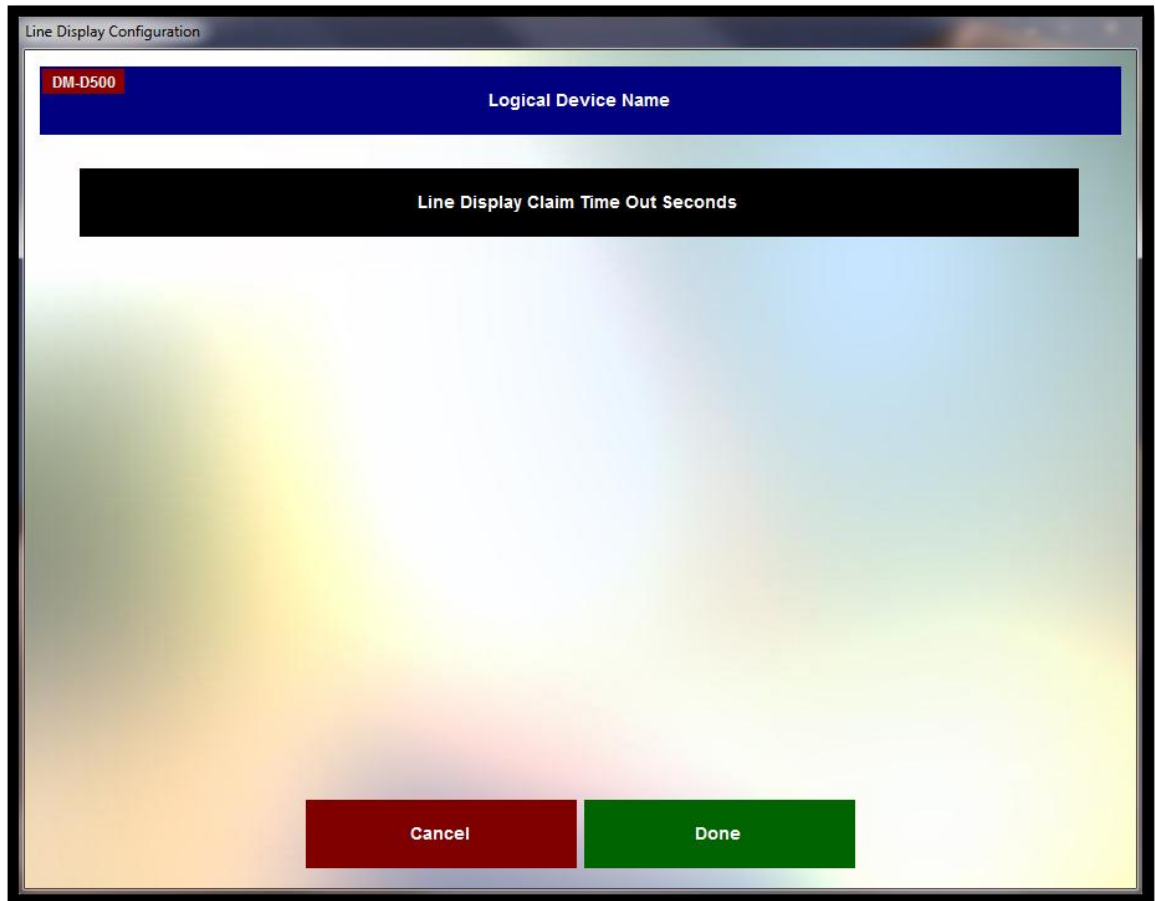 Line Display Configuration
DM-D500
Logical Device Name
Line Display Claim Time Out Seconds
Cancel
Done